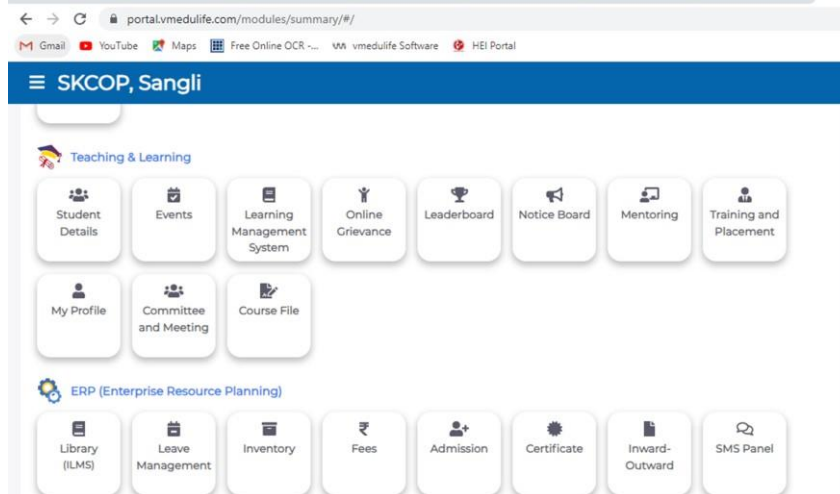 portal.vmedulife.com/modules/summary/#/
Gmail YouTube Maps Free Online OCR -... vmedulife Software HEI Portal
SKCOP, Sangli
Teaching & Learning
Student
Details
Events
Learning
Management
System
Online
Grievance
Leaderboard
Notice Board
Mentoring
Training and
Placement
My Profile
Committee
and Meeting
Course File
ERP (Enterprise Resource Planning)
Library
(ILMS)
Leave
Management
Inventory
₹
Fees
Admission
Certificate
Inward-
Outward
SMS Panel